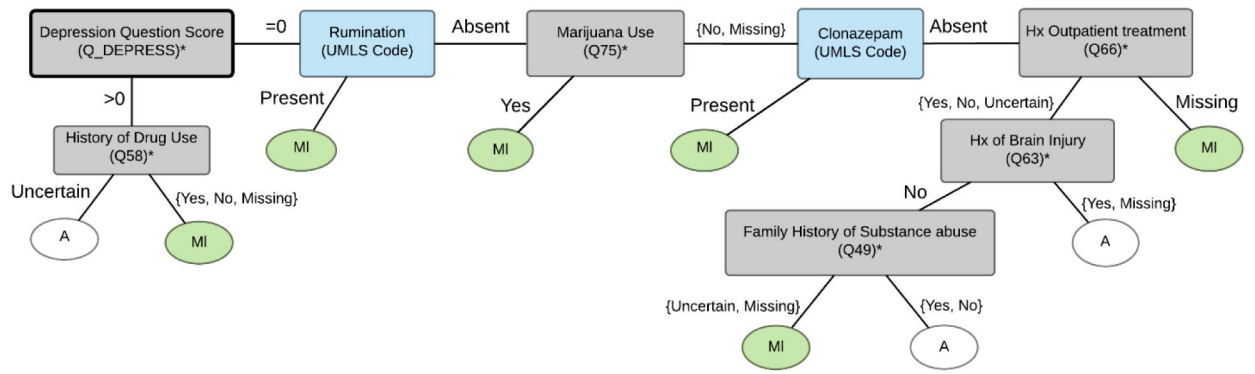 Depression Question Score
(Q_DEPRESS)*
=0
Rumination
(UMLS Code)
Absent
Marijuana Use
(Q75)*
{No, Missing}
Clonazepam
(UMLS Code)
Absent
Hx Outpatient treatment
(Q66)*
>0
Present
Yes
Present
{Yes, No, Uncertain}
Missing
History of Drug Use
(Q58)*
MI
MI
MI
Hx of Brain Injury
(Q63)*
MI
Uncertain
{Yes, No, Missing}
No
{Yes, Missing}
A
MI
Family History of Substance abuse
(Q49)*
A
{Uncertain, Missing}
{Yes, No}
MI
A